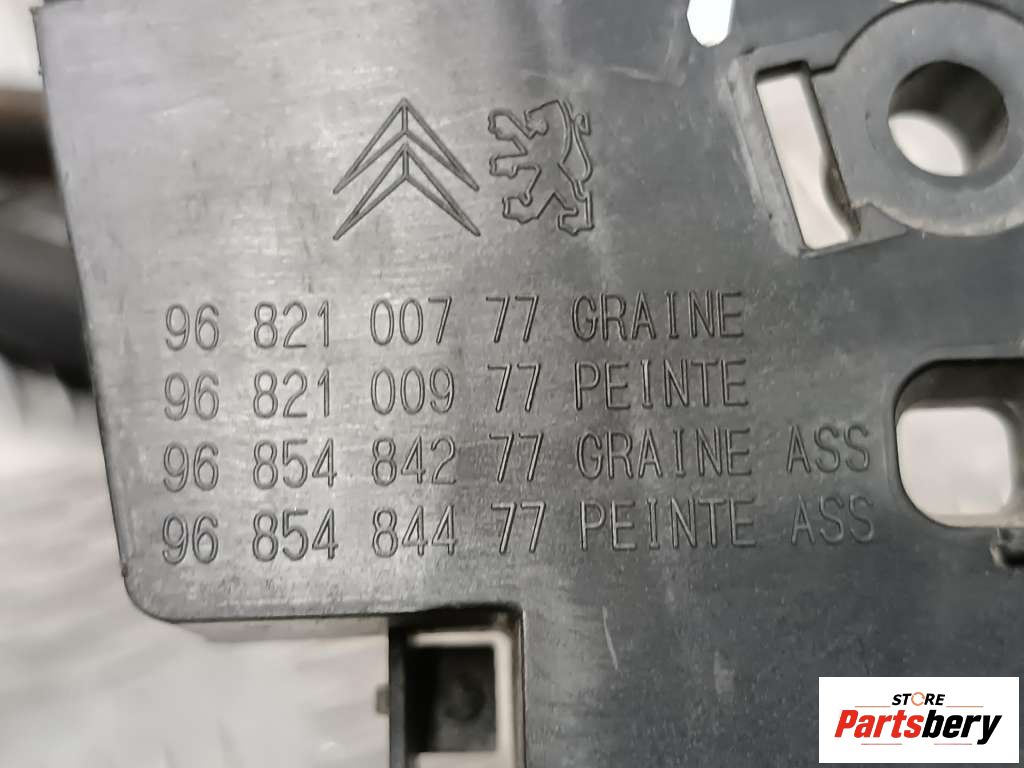 96 821 007 77 GRAINE
96 821 009 77 PEINTE
96 854 842 77 GRAINE ASS
96 854 844 77 PEINTE ASS
STORE
Partsbery